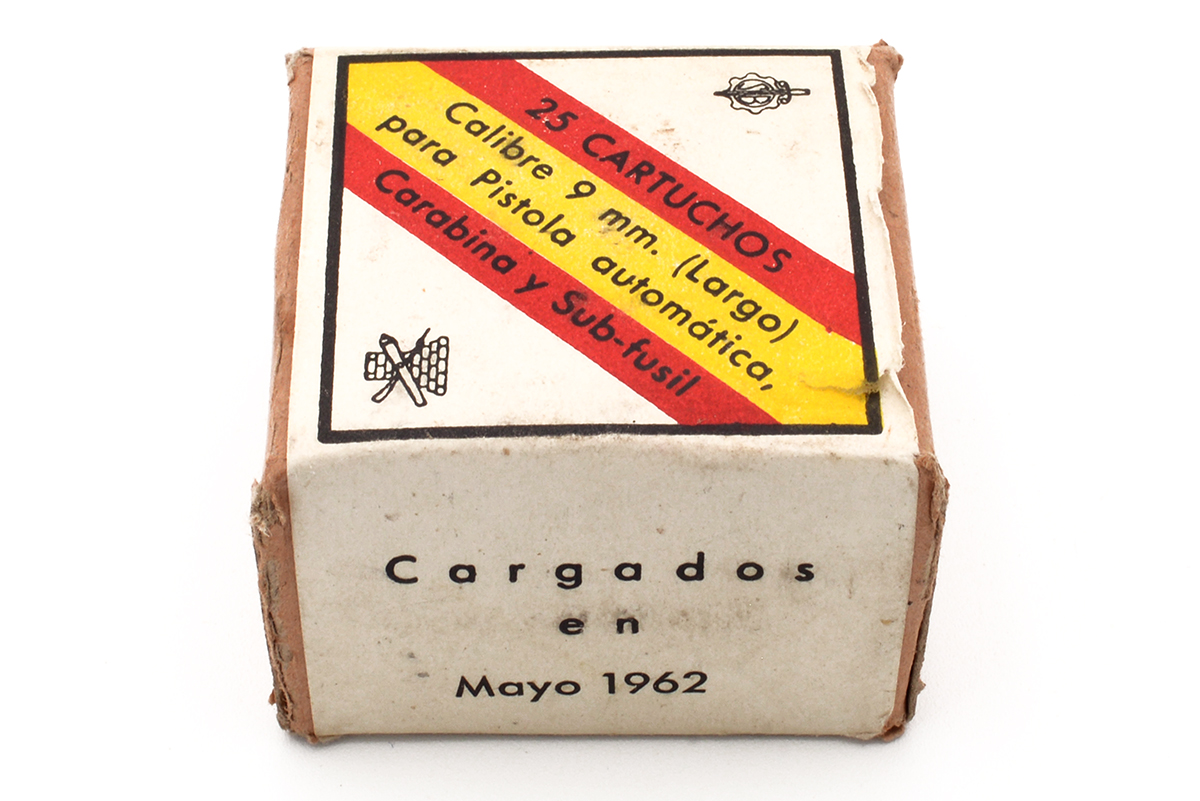 25 CARTUCHOS
Calibre 9 mm. (Largo)
para Pistola automática,
Carabina y Sub-fusil
Cargados
en
Mayo 1962